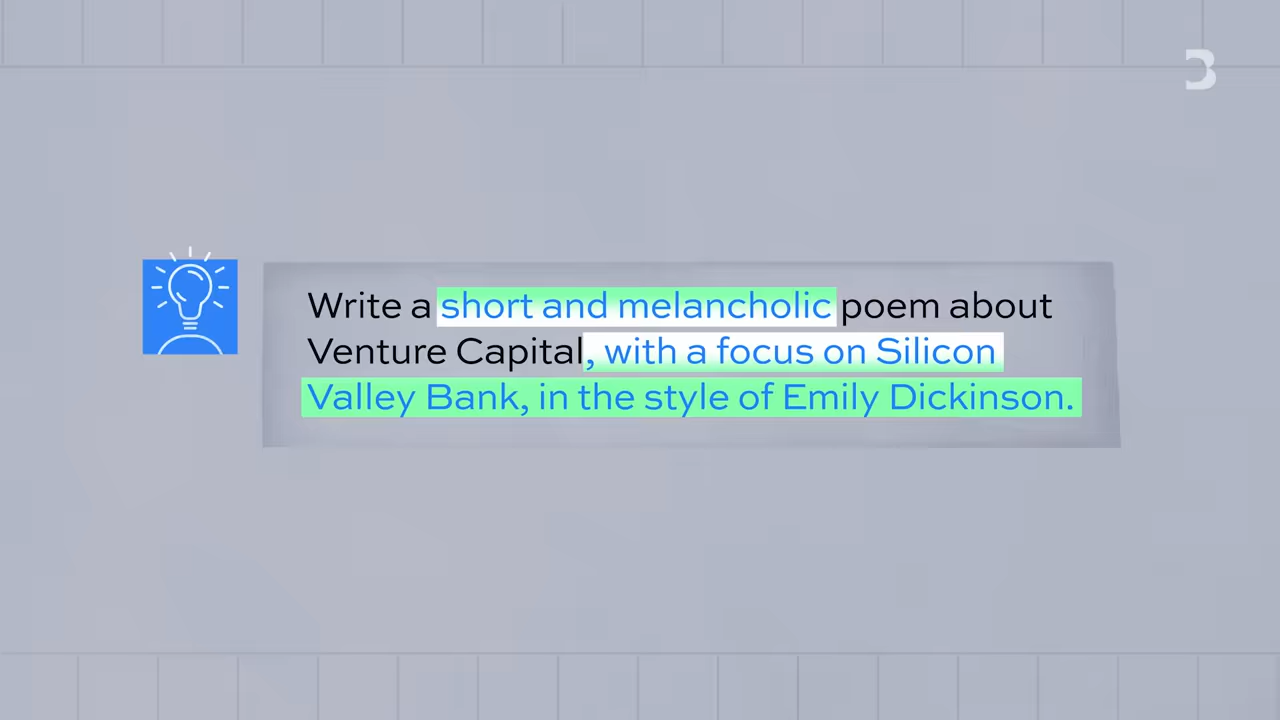 Write a short and melancholic poem about
Venture Capital, with a focus on Silicon
Valley Bank, in the style of Emily Dickinson.